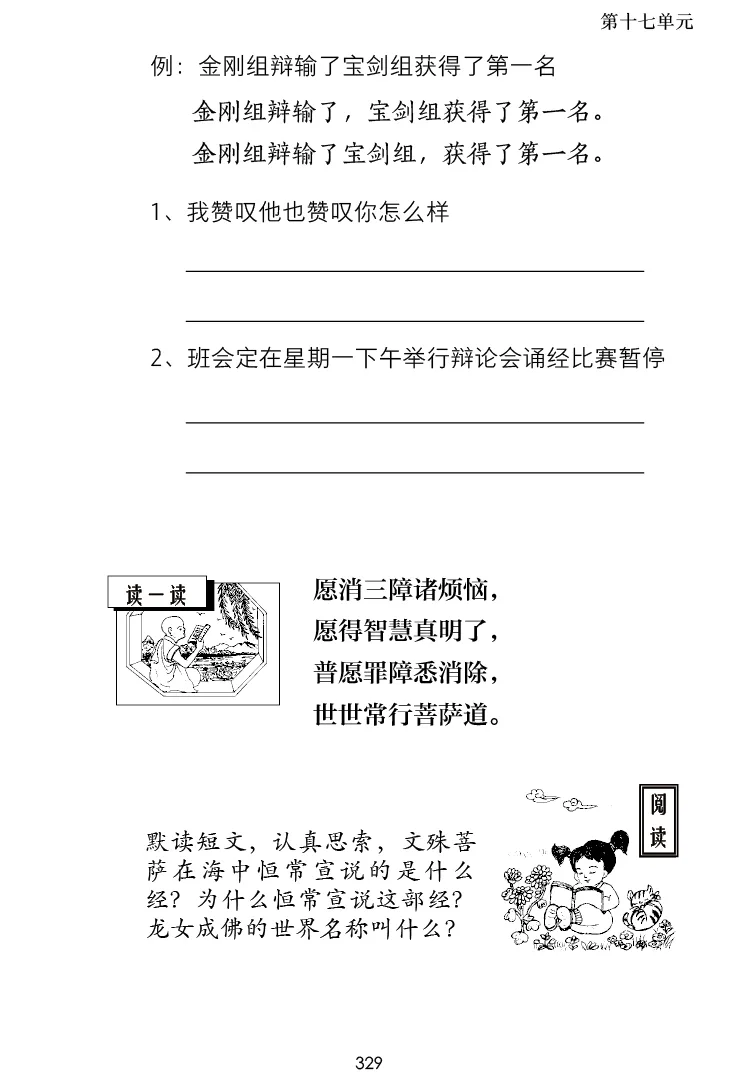 第十七单元
例：金刚组辩输了宝剑组获得了第一名
金刚组辩输了，宝剑组获得了第一名。
金刚组辩输了宝剑组，获得了第一名。
1、我赞叹他也赞叹你怎么样
2、班会定在星期一下午举行辩论会诵经比赛暂停
读一读
愿消三障诸烦恼，
愿得智慧真明了，
普愿罪障悉消除，
世世常行菩萨道。
阅读
默读短文，认真思索，文殊菩
萨在海中恒常宣说的是什么
经？为什么恒常宣说这部经？
龙女成佛的世界名称叫什么？
329